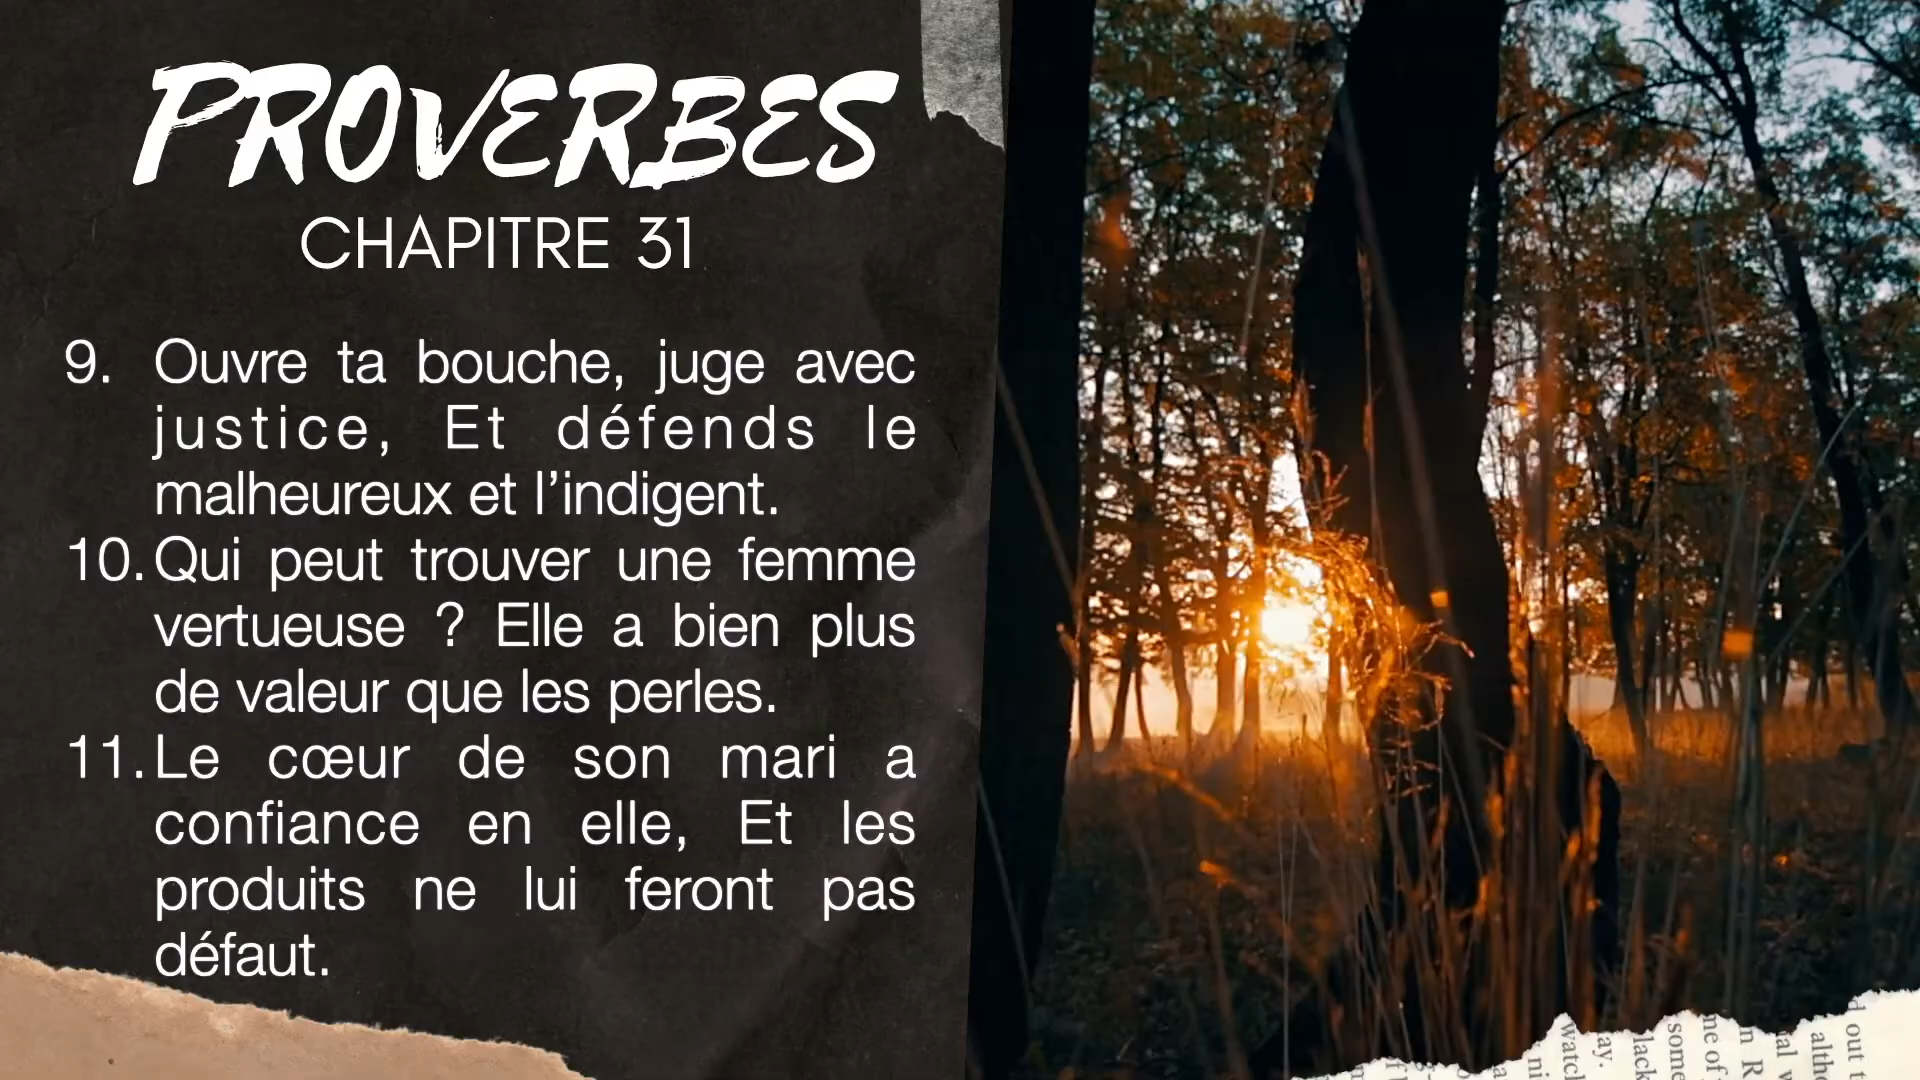 PROVERBES
CHAPITRE 31
9. Ouvre ta bouche, juge avec
justice, Et défends le
malheureux et l’indigent.
10. Qui peut trouver une femme
vertueuse ? Elle a bien plus
de valeur que les perles.
11. Le cœur de son mari a
confiance en elle, Et les
produits ne lui feront pas
défaut.